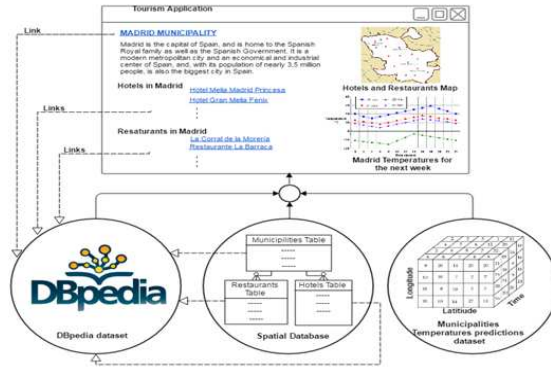 Tourism Application
Link
MADRID MUNICIPALITY
Madrid is the capital of Spain, and is home to the Spanish
Royal family as well as the Spanish Government. It is a
modern metropolitan city and an economical and industrial
center of Spain, and, with its population of nearly 3,5 million
people, is also the biggest city in Spain.
Links
Hotels in Madrid
Hotel Melia Madrid Princesa
Hotel Gran Melia Fenix
Hotels and Restaurants Map
Links
Resaturants in Madrid
La Corral de la Morería
Restaurante La Barraca
Madrid Temperatures for
the next week
DBpedia
DBpedia dataset
Municipilities Table
Restaurants
Table
Hotels Table
Spatial Database
Longitude
Latitiude
Time
Municipalities
Temperatures predictions
dataset